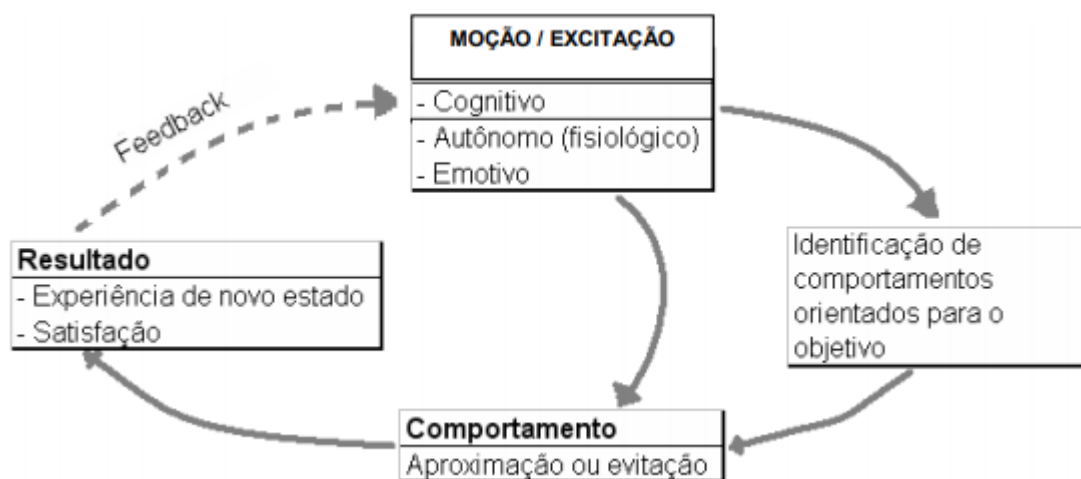 MOÇÃO / EXCITAÇÃO
- Cognitivo
- Autônomo (fisiológico)
- Emotivo
Feedback
Identificação de
comportamentos
orientados para o
objetivo
Resultado
- Experiência de novo estado
- Satisfação
Comportamento
Aproximação ou evitação